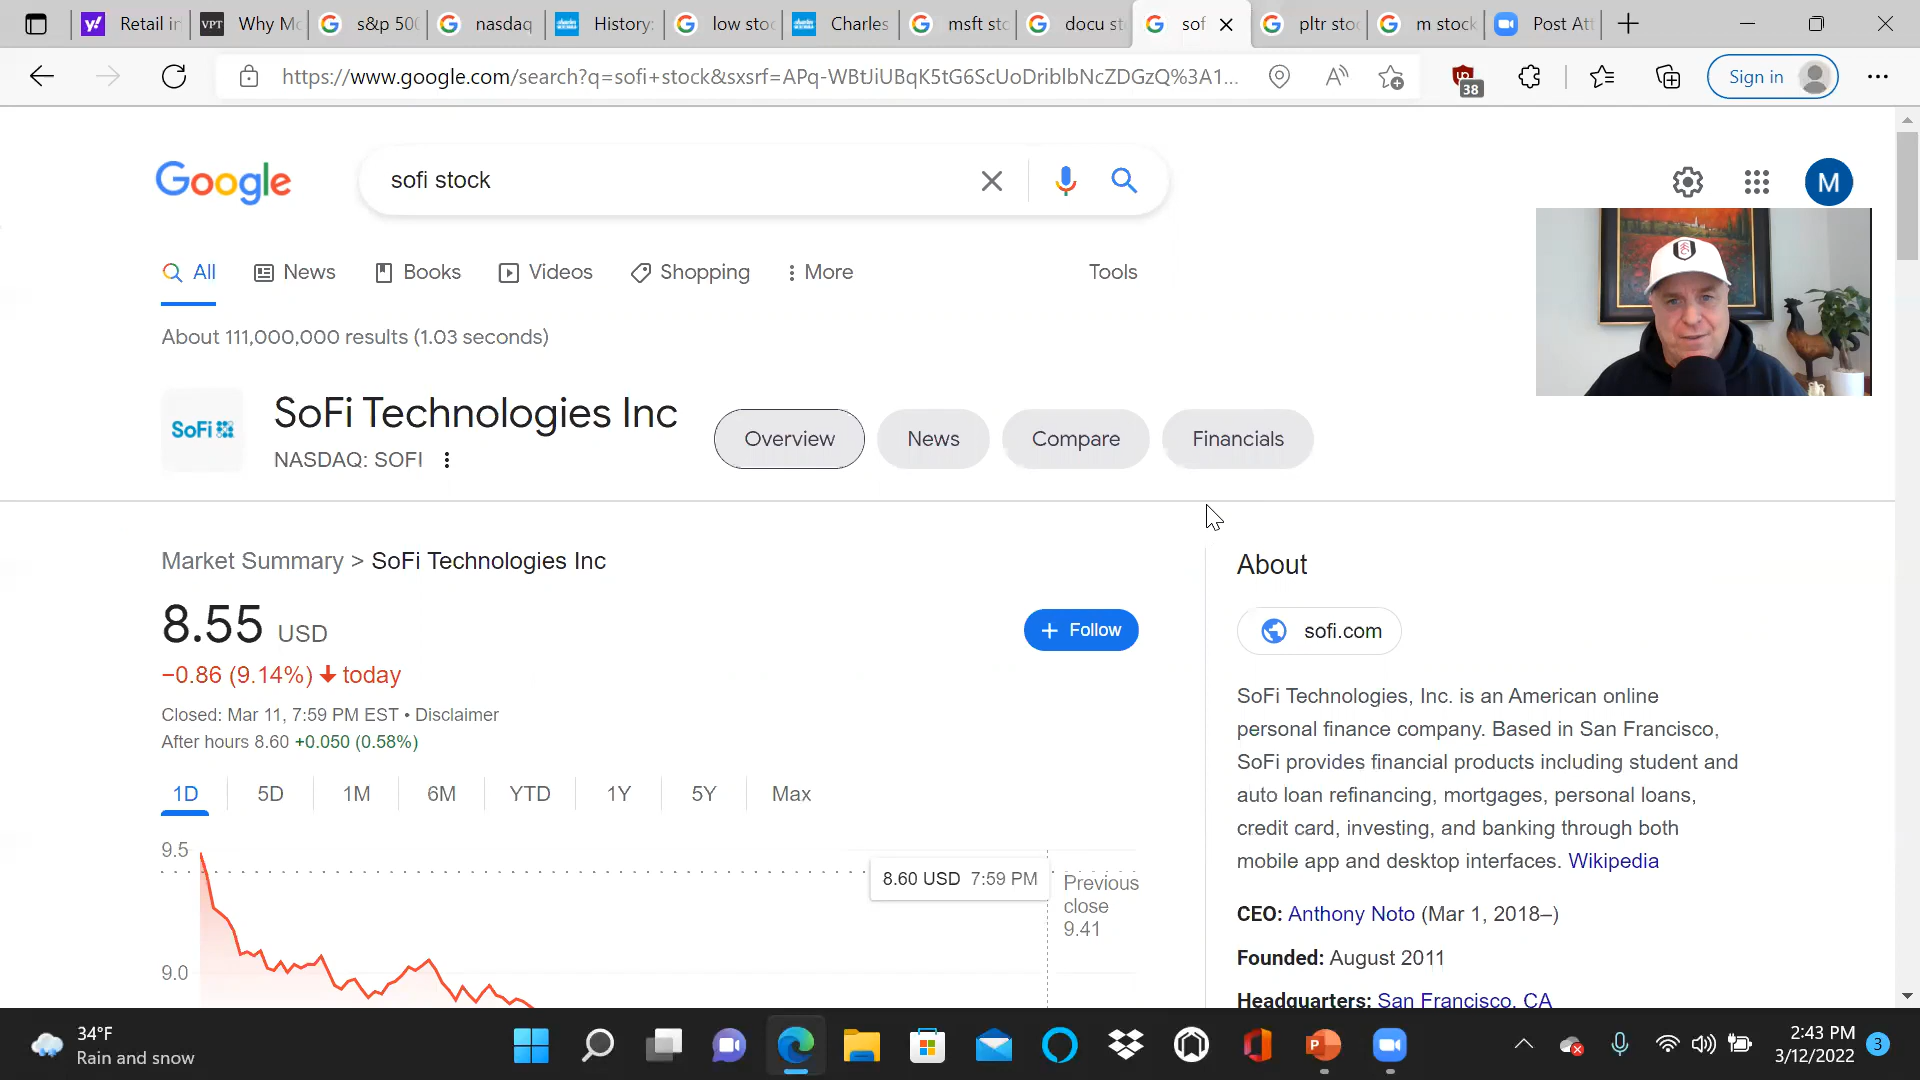 Retail in
VPT Why Mo
s&p 500
nasdaq
History:
low stoc
Charles
msft sto
docu st
sof
pltr stoc
m stock
Post Att
https://www.google.com/search?q=sofi+stock&sxsrf=APq-WBtJiUBqK5tG6ScUoDriblbNcZDGzQ%3A1...
38
Sign in
Google
sofi stock
M
All
News
Books
Videos
Shopping
More
Tools
About 111,000,000 results (1.03 seconds)
SoFi
SoFi Technologies Inc
NASDAQ: SOFI
Overview
News
Compare
Financials
Market Summary > SoFi Technologies Inc
8.55 USD
−0.86 (9.14%) today
Closed: Mar 11, 7:59 PM EST • Disclaimer
After hours 8.60 +0.050 (0.58%)
+ Follow
1D
5D
1M
6M
YTD
1Y
5Y
Max
9.5
9.0
8.60 USD 7:59 PM
Previous
close
9.41
About
sofi.com
SoFi Technologies, Inc. is an American online
personal finance company. Based in San Francisco,
SoFi provides financial products including student and
auto loan refinancing, mortgages, personal loans,
credit card, investing, and banking through both
mobile app and desktop interfaces. Wikipedia
CEO: Anthony Noto (Mar 1, 2018–)
Founded: August 2011
Headquarters: San Francisco, CA
34°F
Rain and snow
2:43 PM
3/12/2022
3